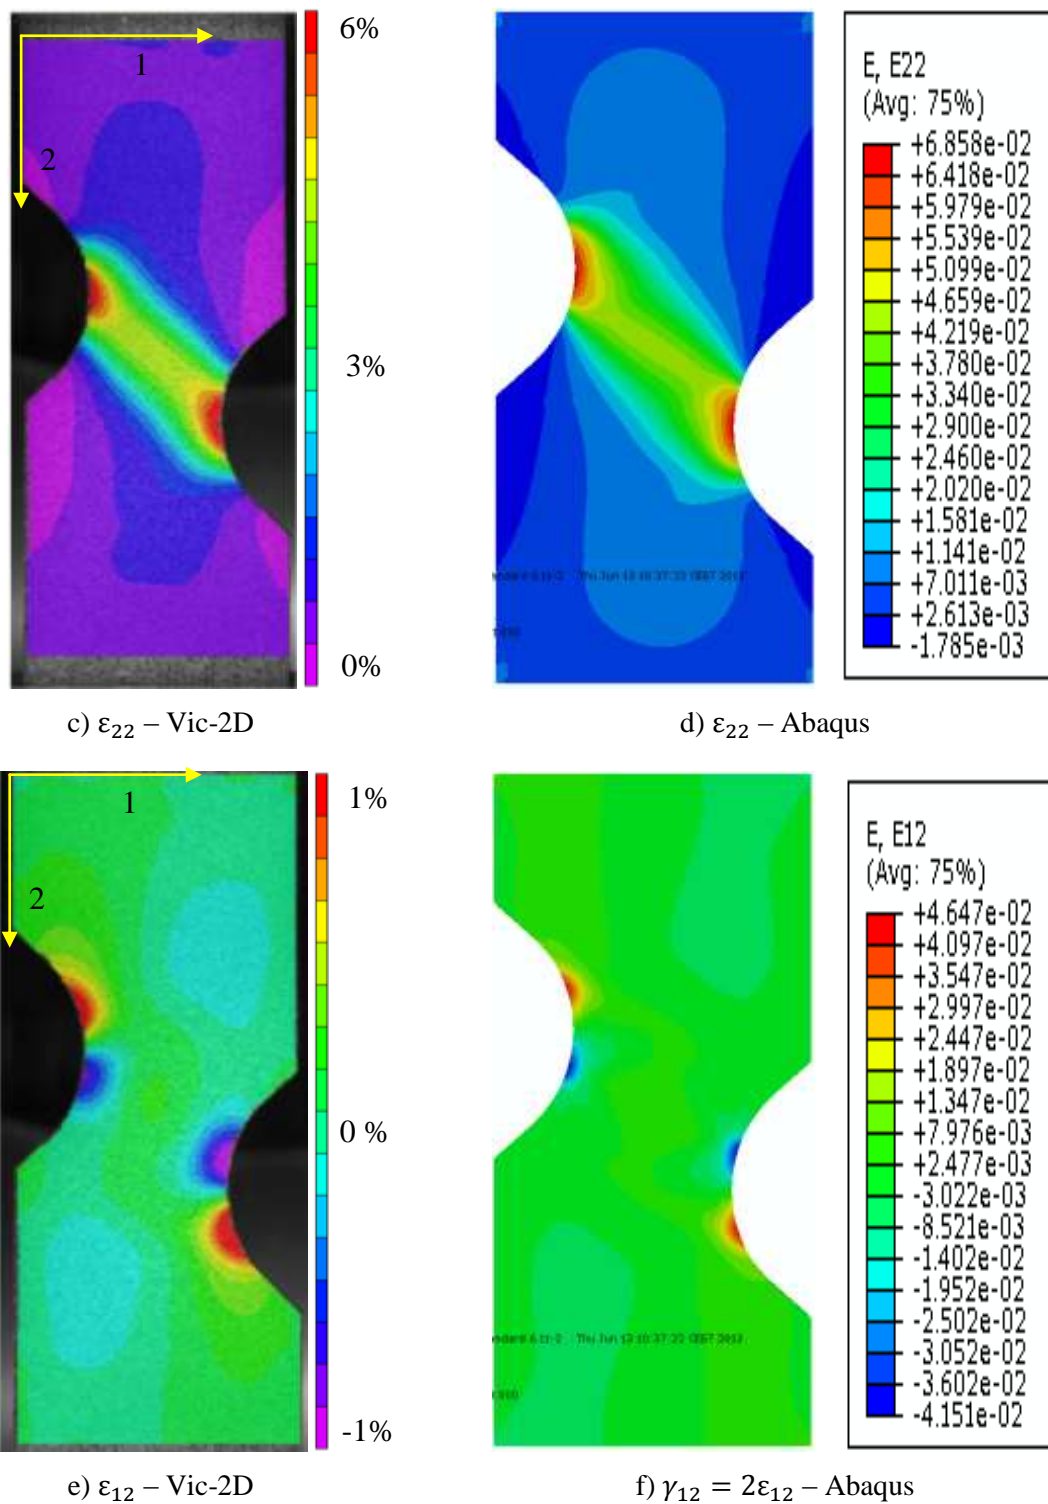 1
2
6%
3%
0%
E, E22
(Avg: 75%)
+6.858e-02
+6.418e-02
+5.979e-02
+5.539e-02
+5.099e-02
+4.659e-02
+4.219e-02
+3.780e-02
+3.340e-02
+2.900e-02
+2.460e-02
+2.020e-02
+1.581e-02
+1.141e-02
+7.011e-03
+2.613e-03
-1.785e-03
c) ε₂₂ – Vic-2D
d) ε₂₂ – Abaqus
1
2
1%
0 %
-1%
E, E12
(Avg: 75%)
+4.647e-02
+4.097e-02
+3.547e-02
+2.997e-02
+2.447e-02
+1.897e-02
+1.347e-02
+7.976e-03
+2.477e-03
-3.022e-03
-8.521e-03
-1.402e-02
-1.952e-02
-2.502e-02
-3.052e-02
-3.602e-02
-4.151e-02
e) ε₁₂ – Vic-2D
f) γ₁₂ = 2ε₁₂ – Abaqus